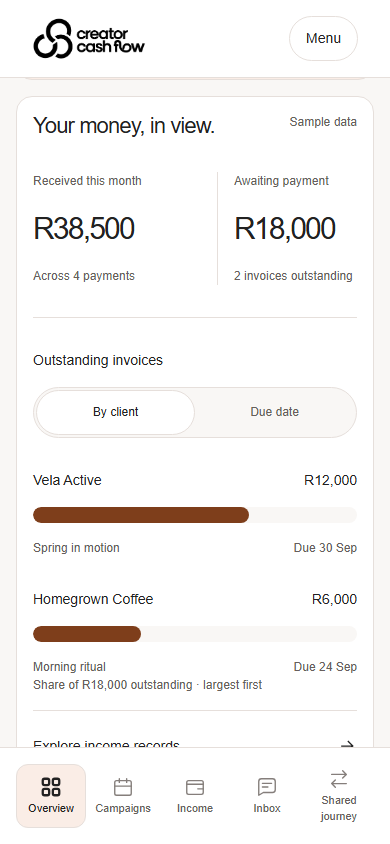 creator
cash flow
Menu
Your money, in view.
Sample data
Received this month
R38,500
Across 4 payments
Awaiting payment
R18,000
2 invoices outstanding
Outstanding invoices
By client
Due date
Vela Active
R12,000
Spring in motion
Due 30 Sep
Homegrown Coffee
R6,000
Morning ritual
Due 24 Sep
Share of R18,000 outstanding · largest first
Explore income records
Overview
Campaigns
Income
Inbox
Shared
journey